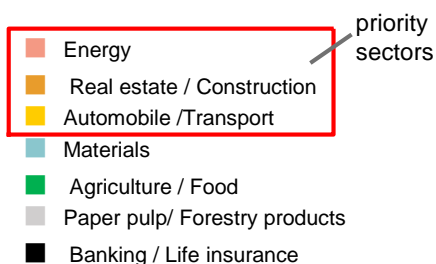 priority
sectors
Energy
Real estate / Construction
Automobile /Transport
Materials
Agriculture / Food
Paper pulp/ Forestry products
Banking / Life insurance